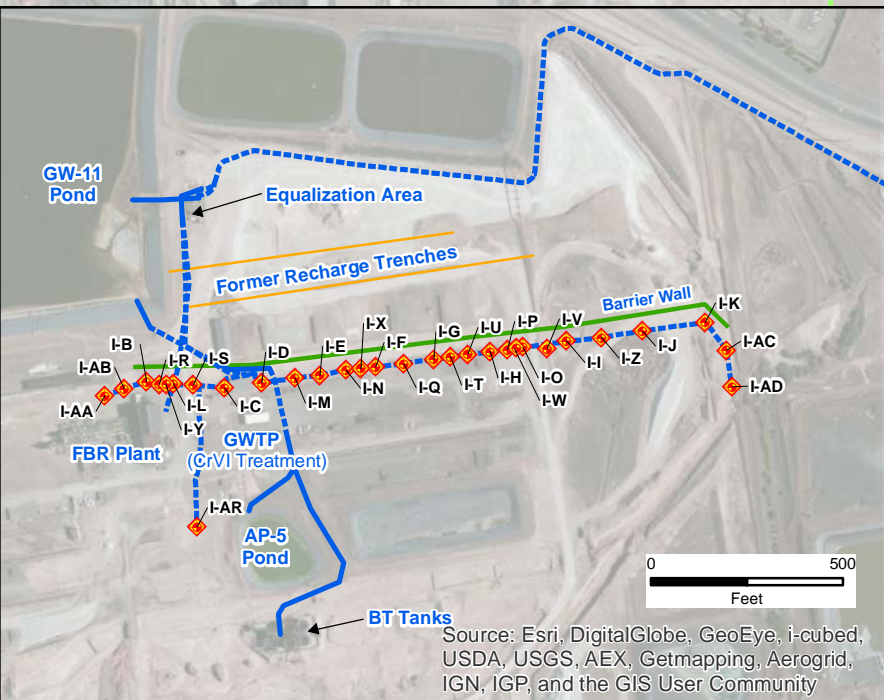 GW-11
Pond
Equalization Area
Former Recharge Trenches
Barrier Wall
I-K
I-X
I-P
I-V
I-U
I-G
I-F
I-E
I-B
I-R
I-S
I-D
I-AB
I-J
I-AC
I-Z
I-I
I-O
I-H
I-T
I-W
I-Q
I-N
I-M
I-C
I-L
I-Y
I-AA
I-AD
FBR Plant
GWTP
(CrVI Treatment)
I-AR
AP-5
Pond
BT Tanks
0 500
Feet
Source: Esri, DigitalGlobe, GeoEye, i-cubed,
USDA, USGS, AEX, Getmapping, Aerogrid,
IGN, IGP, and the GIS User Community